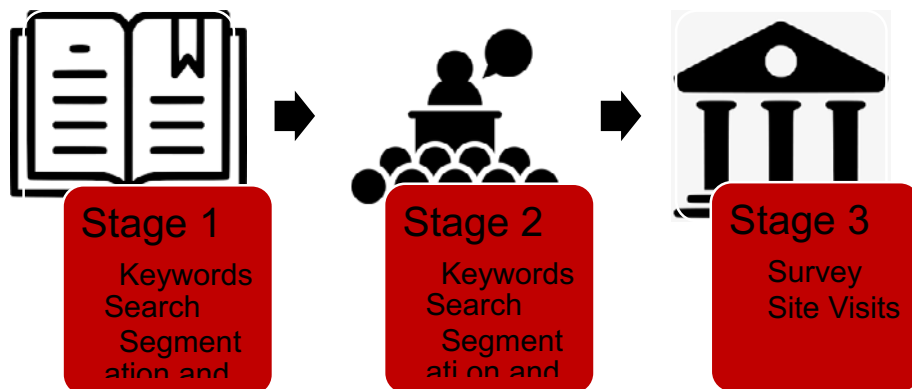 Stage 1
Keywords
Search
Segment
ation and
Stage 2
Keywords
Search
Segment
ati on and
Stage 3
Survey
Site Visits